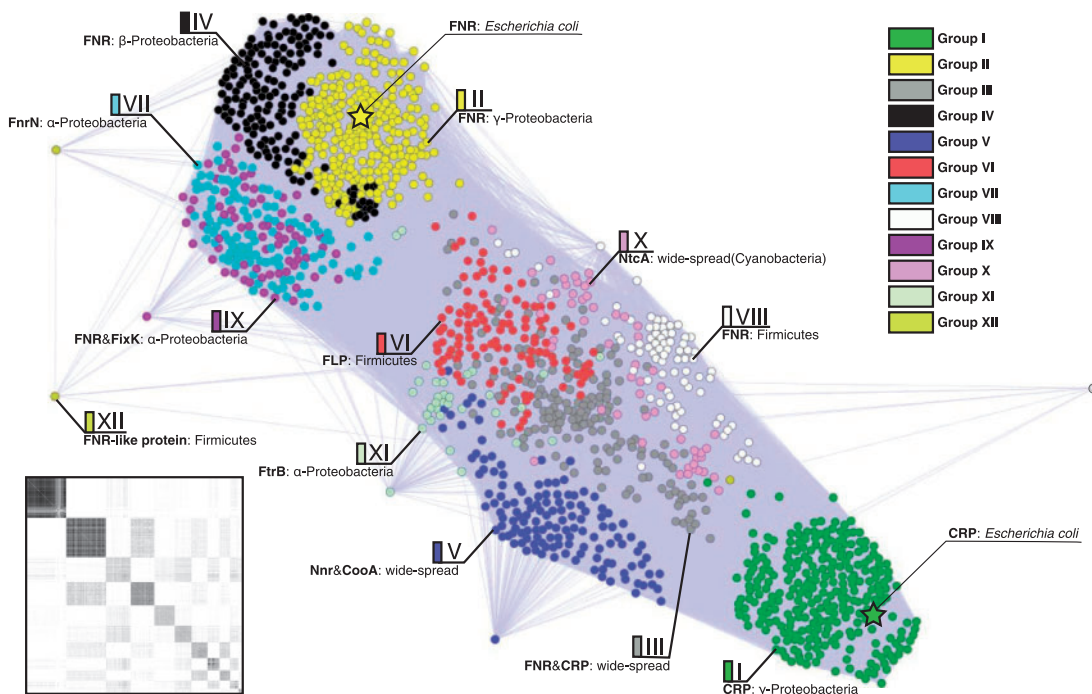 IV
FNR: β-Proteobacteria
FNR: Escherichia coli
VII
FnrN: α-Proteobacteria
II
FNR: γ-Proteobacteria
X
NtcA: wide-spread(Cyanobacteria)
IX
FNR&FixK: α-Proteobacteria
VI
FLP: Firmicutes
VIII
FNR: Firmicutes
XII
FNR-like protein: Firmicutes
XI
FtrB: α-Proteobacteria
V
Nnr&CooA: wide-spread
III
FNR&CRP: wide-spread
CRP: Escherichia coli
I
CRP: γ-Proteobacteria
Group I
Group II
Group III
Group IV
Group V
Group VI
Group VII
Group VIII
Group IX
Group X
Group XI
Group XII